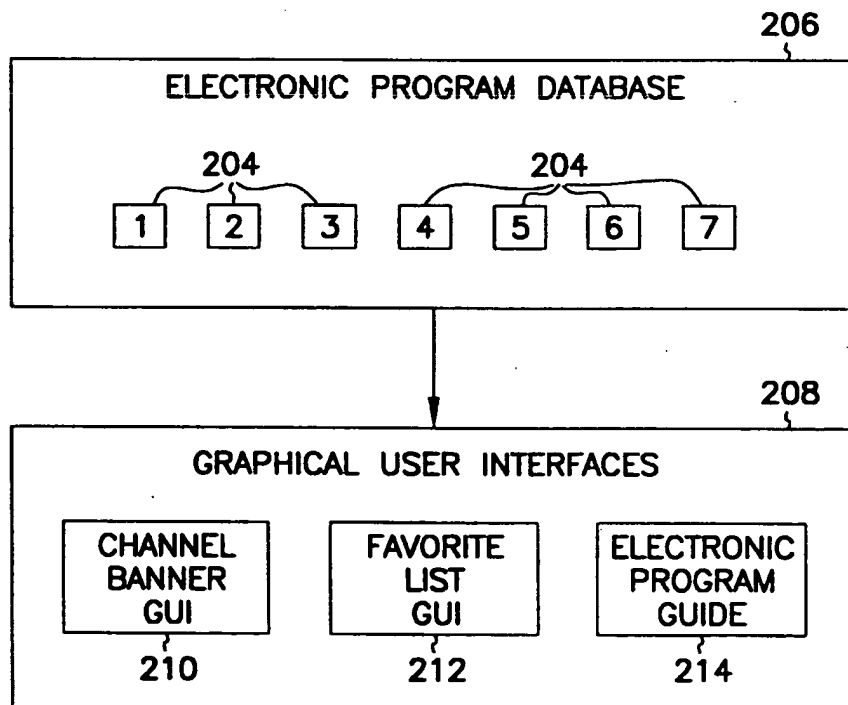 206
ELECTRONIC PROGRAM DATABASE
204 204
1 2 3 4 5 6 7
208
GRAPHICAL USER INTERFACES
CHANNEL
BANNER
GUI
210
FAVORITE
LIST
GUI
212
ELECTRONIC
PROGRAM
GUIDE
214